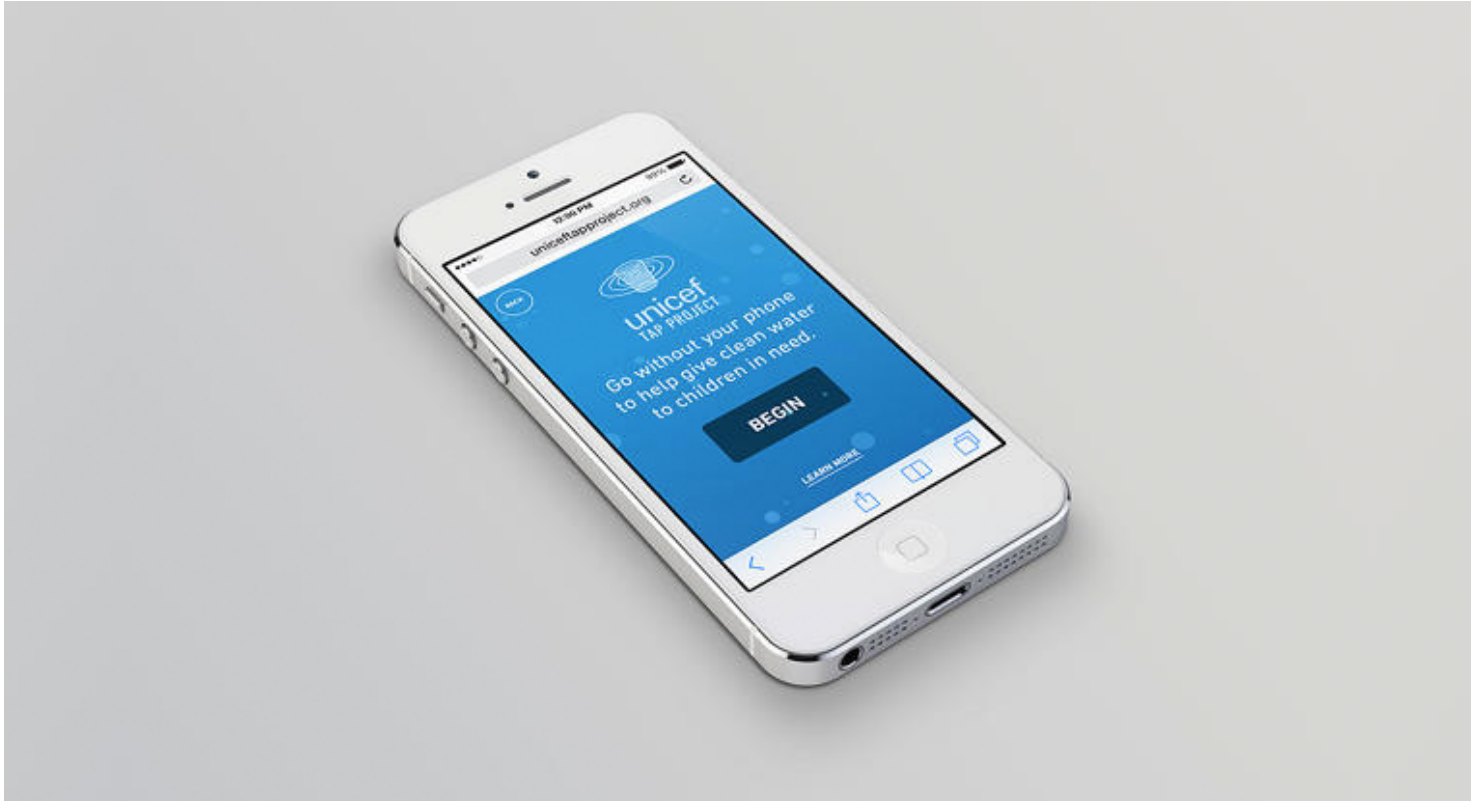 12:36 PM
99%
uniceftapproject.org
BACK
unicef
TAP PROJECT
Go without your phone
to help give clean water
to children in need.
BEGIN
LEARN MORE